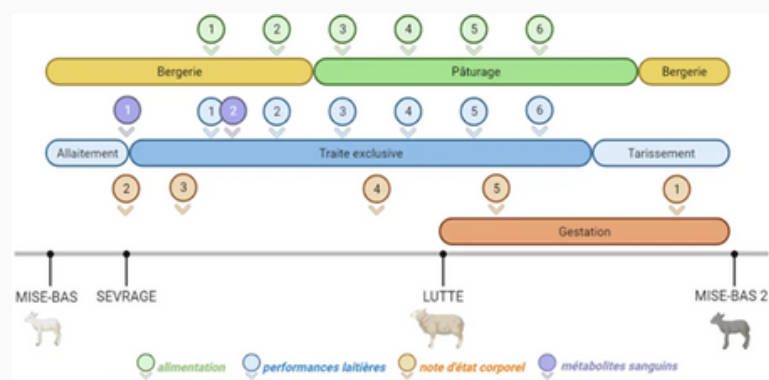 1 2 3 4 5 6
Bergerie Pâturage Bergerie
1 1 2 2 3 4 5 6
Allaitement Traite exclusive Tarissement
2 3 4 5 1
Gestation
MISE-BAS SEVRAGE LUTTE MISE-BAS 2
alimentation performances laitières note d'état corporel métabolites sanguins